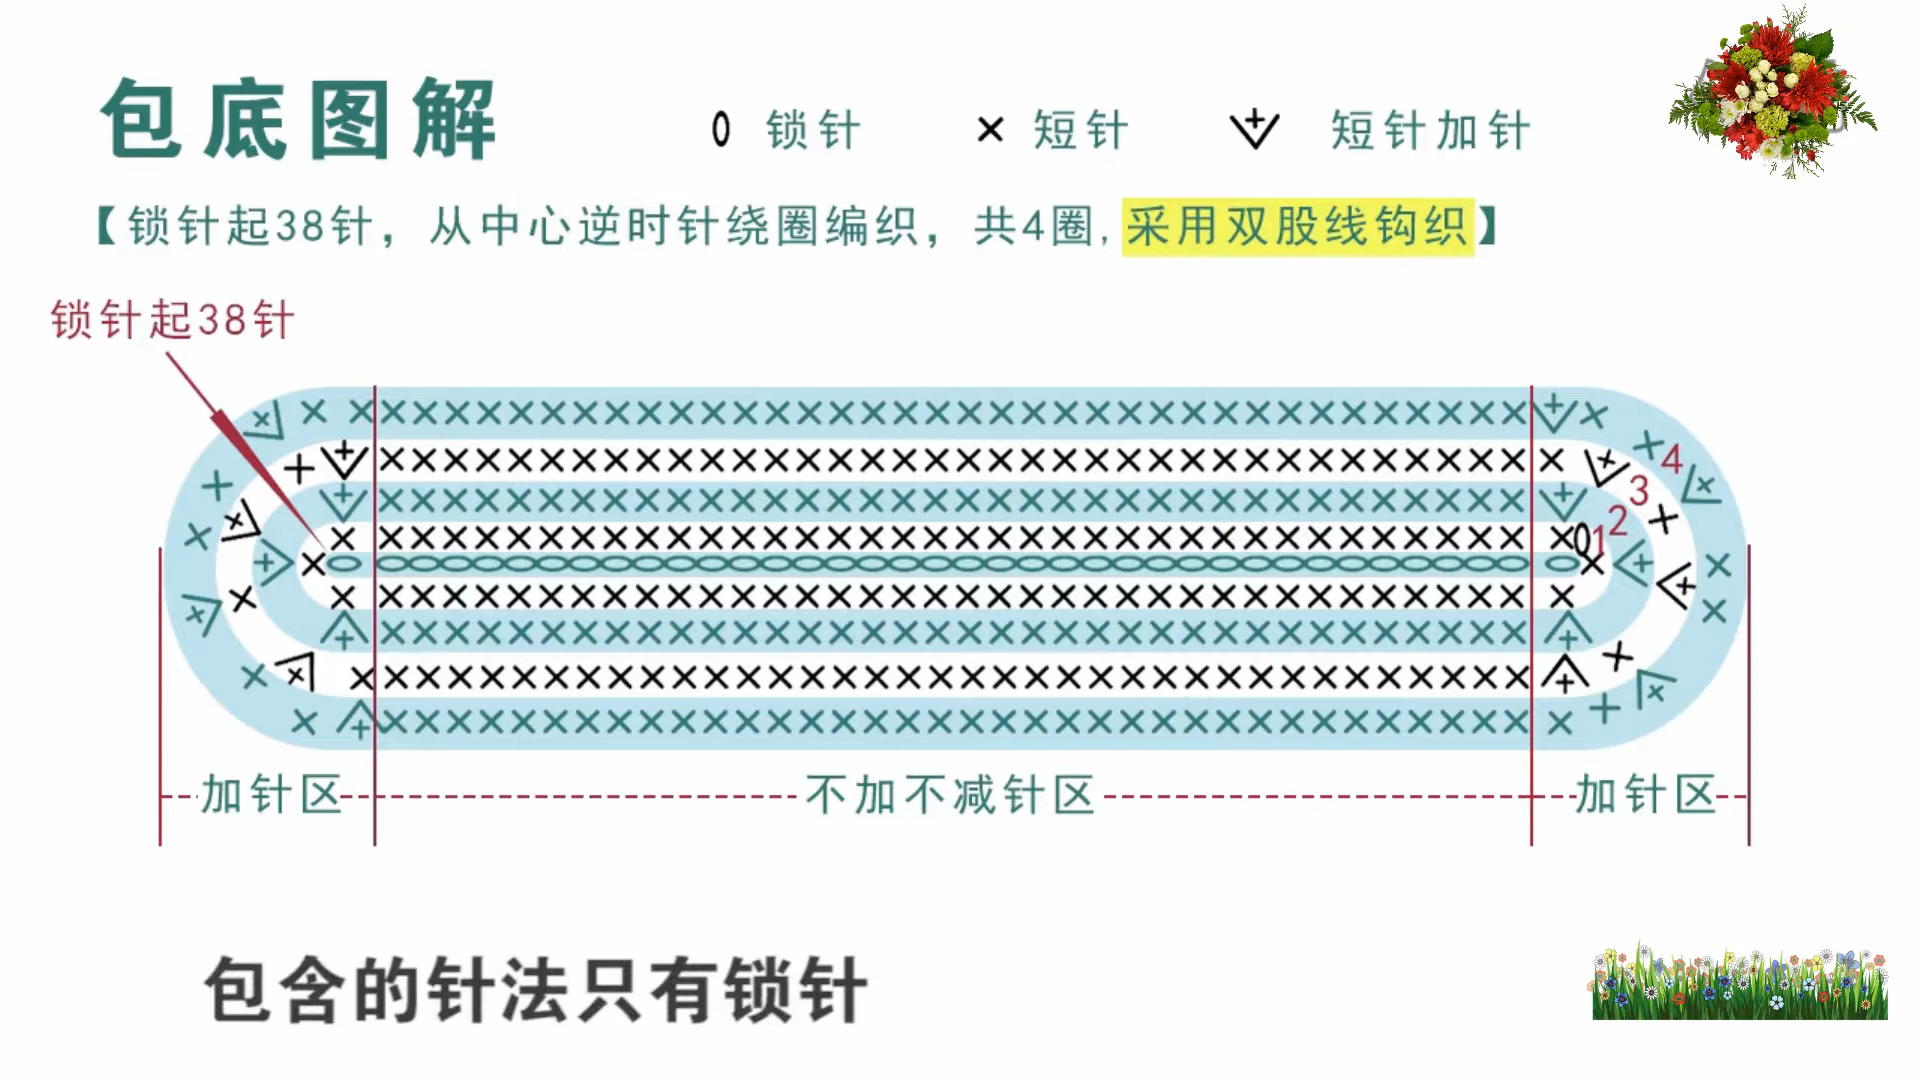 包底图解
0 锁针 × 短针 短针加针
【锁针起38针，从中心逆时针绕圈编织，共4圈，采用双股线钩织】
锁针起38针
4
3
2
1
加针区 不加不减针区 加针区
包含的针法只有锁针